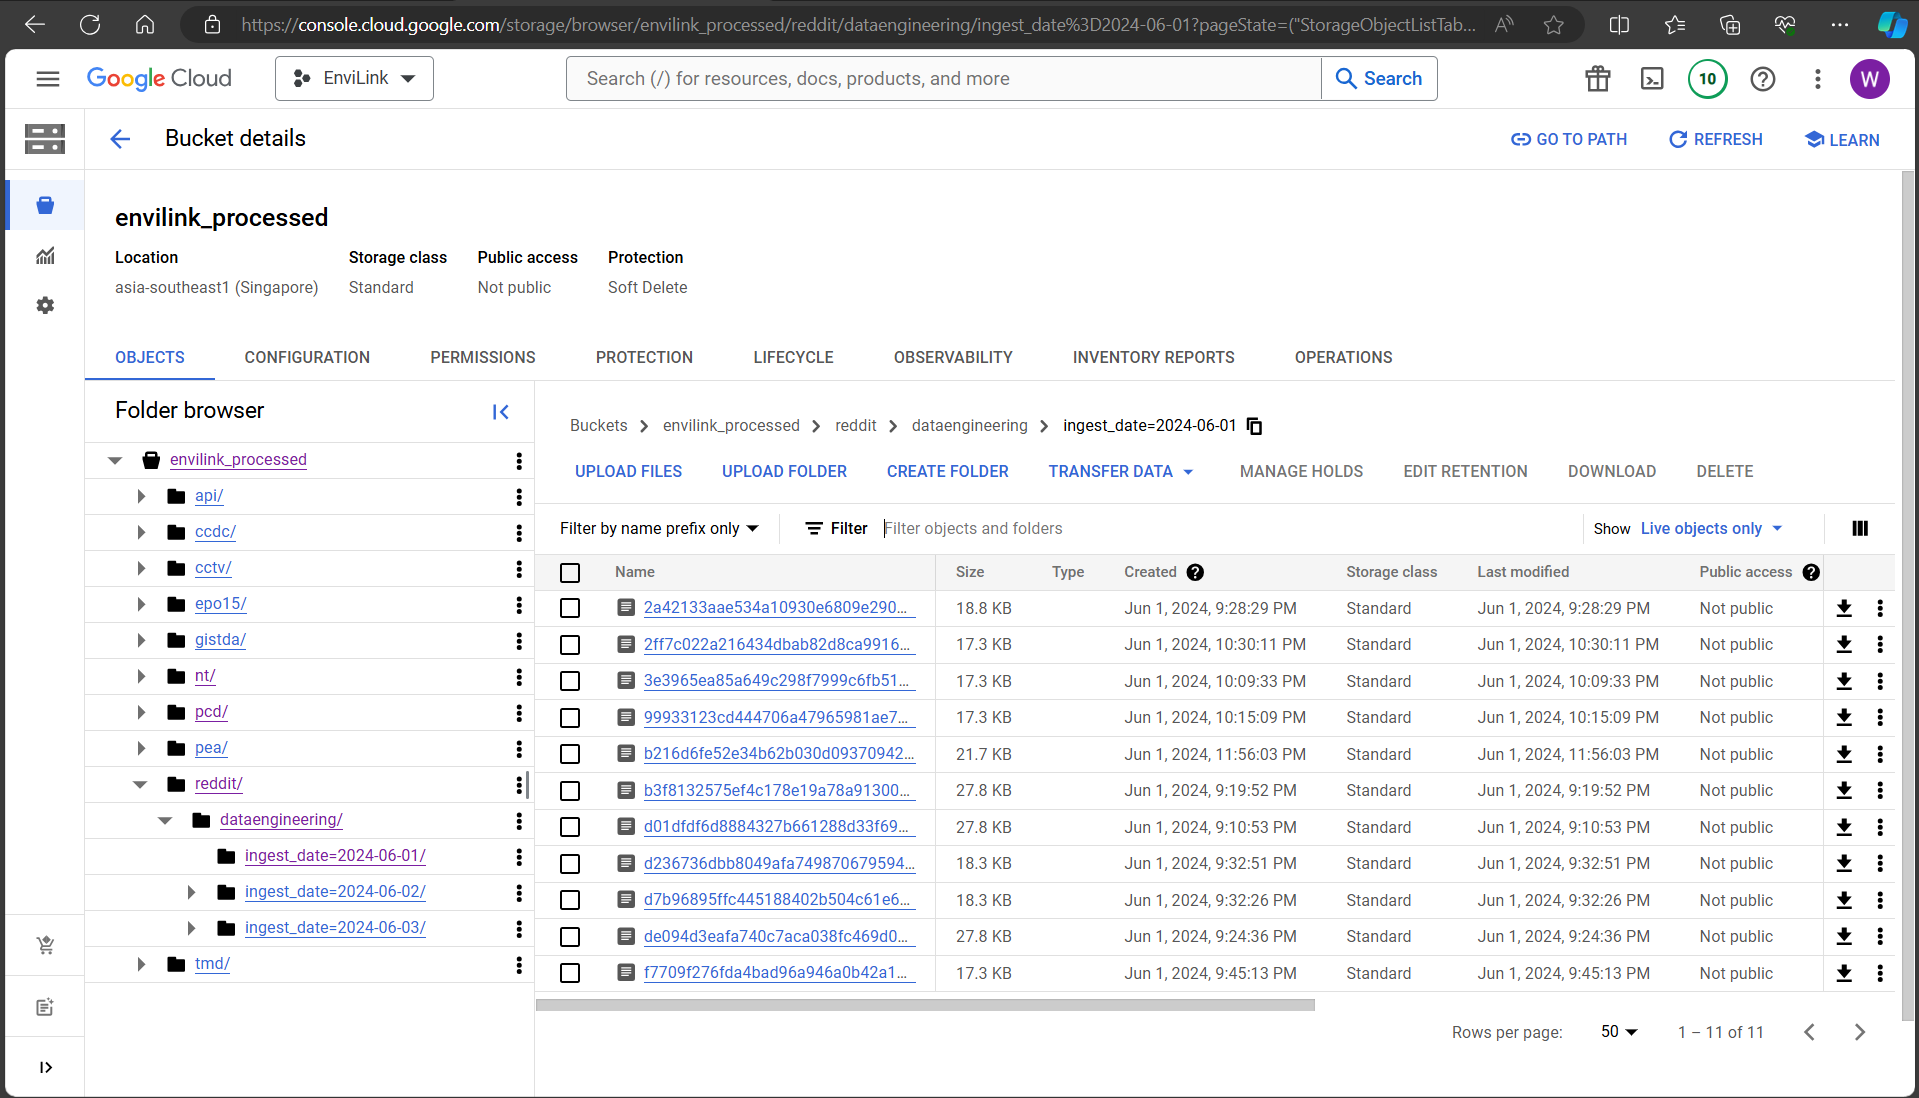 https://console.cloud.google.com/storage/browser/envilink_processed/reddit/dataengineering/ingest_date%3D2024-06-01?pageState=("StorageObjectListTab...
Google Cloud
EnviLink
Search (/) for resources, docs, products, and more
Search
10
W
Bucket details
GO TO PATH
REFRESH
LEARN
envilink_processed
Location Storage class Public access Protection
asia-southeast1 (Singapore) Standard Not public Soft Delete
OBJECTS CONFIGURATION PERMISSIONS PROTECTION LIFECYCLE OBSERVABILITY INVENTORY REPORTS OPERATIONS
Folder browser
envilink_processed
api/
ccdc/
cctv/
epo15/
gistda/
nt/
pcd/
pea/
reddit/
dataengineering/
ingest_date=2024-06-01/
ingest_date=2024-06-02/
ingest_date=2024-06-03/
tmd/
Buckets > envilink_processed > reddit > dataengineering > ingest_date=2024-06-01
UPLOAD FILES UPLOAD FOLDER CREATE FOLDER TRANSFER DATA MANAGE HOLDS EDIT RETENTION DOWNLOAD DELETE
Filter by name prefix only Filter Filter objects and folders Show Live objects only
Name Size Type Created Storage class Last modified Public access
2a42133aae534a10930e6809e290... 18.8 KB Jun 1, 2024, 9:28:29 PM Standard Jun 1, 2024, 9:28:29 PM Not public
2ff7c022a216434dbab82d8ca9916... 17.3 KB Jun 1, 2024, 10:30:11 PM Standard Jun 1, 2024, 10:30:11 PM Not public
3e3965ea85a649c298f7999c6fb51... 17.3 KB Jun 1, 2024, 10:09:33 PM Standard Jun 1, 2024, 10:09:33 PM Not public
99933123cd444706a47965981ae7... 17.3 KB Jun 1, 2024, 10:15:09 PM Standard Jun 1, 2024, 10:15:09 PM Not public
b216d6fe52e34b62b030d09370942... 21.7 KB Jun 1, 2024, 11:56:03 PM Standard Jun 1, 2024, 11:56:03 PM Not public
b3f8132575ef4c178e19a78a91300... 27.8 KB Jun 1, 2024, 9:19:52 PM Standard Jun 1, 2024, 9:19:52 PM Not public
d01dfdf6d8884327b661288d33f69... 27.8 KB Jun 1, 2024, 9:10:53 PM Standard Jun 1, 2024, 9:10:53 PM Not public
d236736dbb8049afa749870679594... 18.3 KB Jun 1, 2024, 9:32:51 PM Standard Jun 1, 2024, 9:32:51 PM Not public
d7b96895ffc445188402b504c61e6... 18.3 KB Jun 1, 2024, 9:32:26 PM Standard Jun 1, 2024, 9:32:26 PM Not public
de094d3eafa740c7aca038fc469d0... 27.8 KB Jun 1, 2024, 9:24:36 PM Standard Jun 1, 2024, 9:24:36 PM Not public
f7709f276fda4bad96a946a0b42a1... 17.3 KB Jun 1, 2024, 9:45:13 PM Standard Jun 1, 2024, 9:45:13 PM Not public
Rows per page: 50 1 – 11 of 11